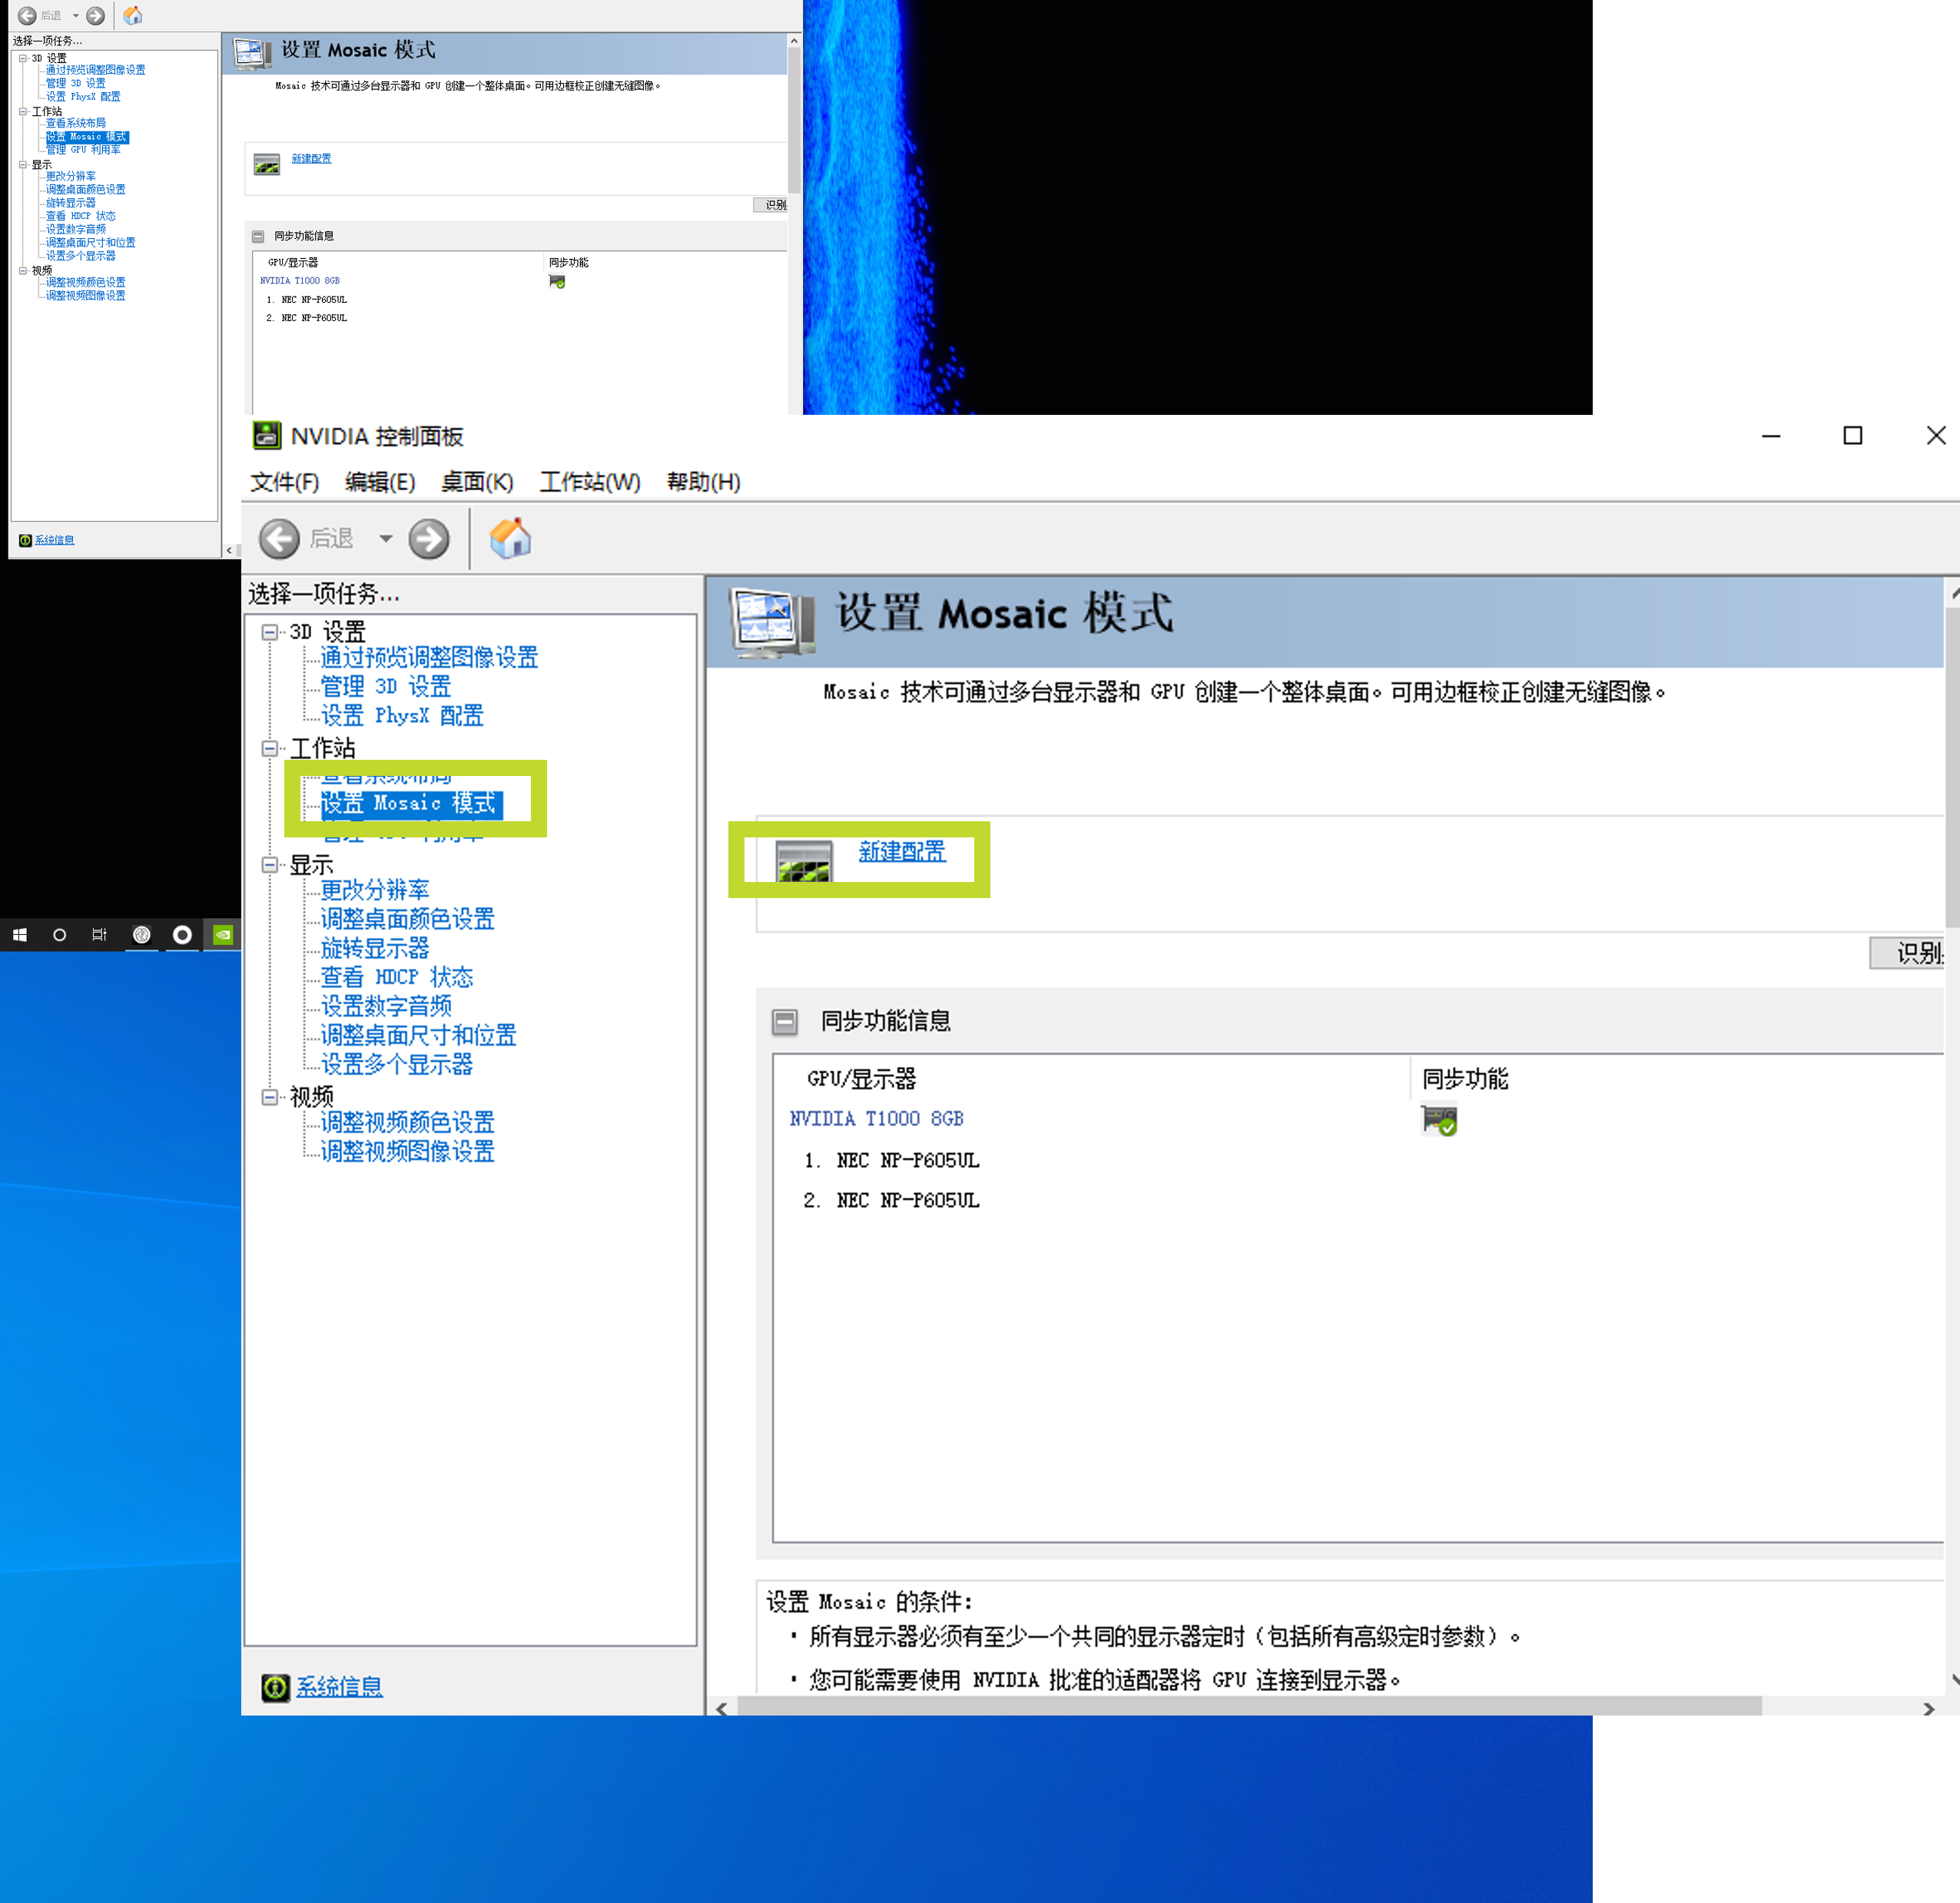 后退
选择一项任务...
3D 设置
通过预览调整图像设置
管理 3D 设置
设置 PhysX 配置
工作站
查看系统布局
设置 Mosaic 模式
管理 GPU 利用率
显示
更改分辨率
调整桌面颜色设置
旋转显示器
查看 HDCP 状态
设置数字音频
调整桌面尺寸和位置
设置多个显示器
视频
调整视频颜色设置
调整视频图像设置
系统信息
设置 Mosaic 模式
Mosaic 技术可通过多台显示器和 GPU 创建一个整体桌面。可用边框校正创建无缝图像。
新建配置
识别
同步功能信息
GPU/显示器 同步功能
NVIDIA T1000 8GB
1. NEC NP-P605UL
2. NEC NP-P605UL
NVIDIA 控制面板
文件(F) 编辑(E) 桌面(K) 工作站(W) 帮助(H)
后退
选择一项任务...
3D 设置
通过预览调整图像设置
管理 3D 设置
设置 PhysX 配置
工作站
查看系统布局
设置 Mosaic 模式
显示
更改分辨率
调整桌面颜色设置
旋转显示器
查看 HDCP 状态
设置数字音频
调整桌面尺寸和位置
设置多个显示器
视频
调整视频颜色设置
调整视频图像设置
系统信息
设置 Mosaic 模式
Mosaic 技术可通过多台显示器和 GPU 创建一个整体桌面。可用边框校正创建无缝图像。
新建配置
识别
同步功能信息
GPU/显示器 同步功能
NVIDIA T1000 8GB
1. NEC NP-P605UL
2. NEC NP-P605UL
设置 Mosaic 的条件:
· 所有显示器必须有至少一个共同的显示器定时（包括所有高级定时参数）。
· 您可能需要使用 NVIDIA 批准的适配器将 GPU 连接到显示器。